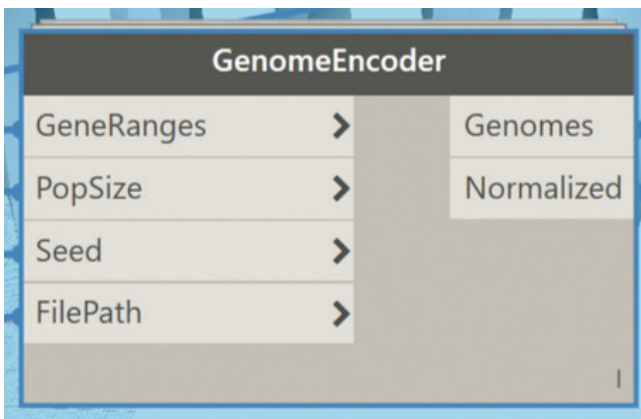 GenomeEncoder
GeneRanges
Genomes
PopSize
Normalized
Seed
FilePath